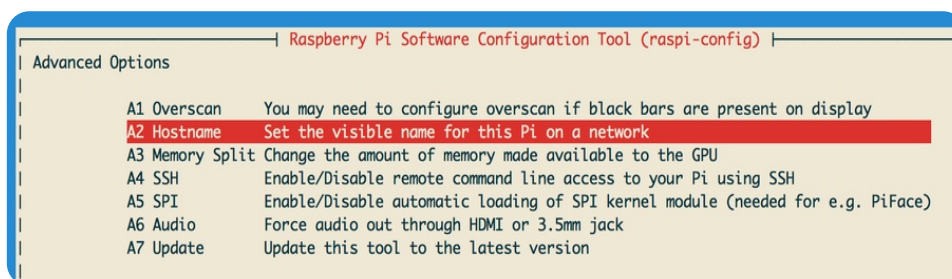 Raspberry Pi Software Configuration Tool (raspi-config)
Advanced Options
A1 Overscan You may need to configure overscan if black bars are present on display
A2 Hostname Set the visible name for this Pi on a network
A3 Memory Split Change the amount of memory made available to the GPU
A4 SSH Enable/Disable remote command line access to your Pi using SSH
A5 SPI Enable/Disable automatic loading of SPI kernel module (needed for e.g. PiFace)
A6 Audio Force audio out through HDMI or 3.5mm jack
A7 Update Update this tool to the latest version